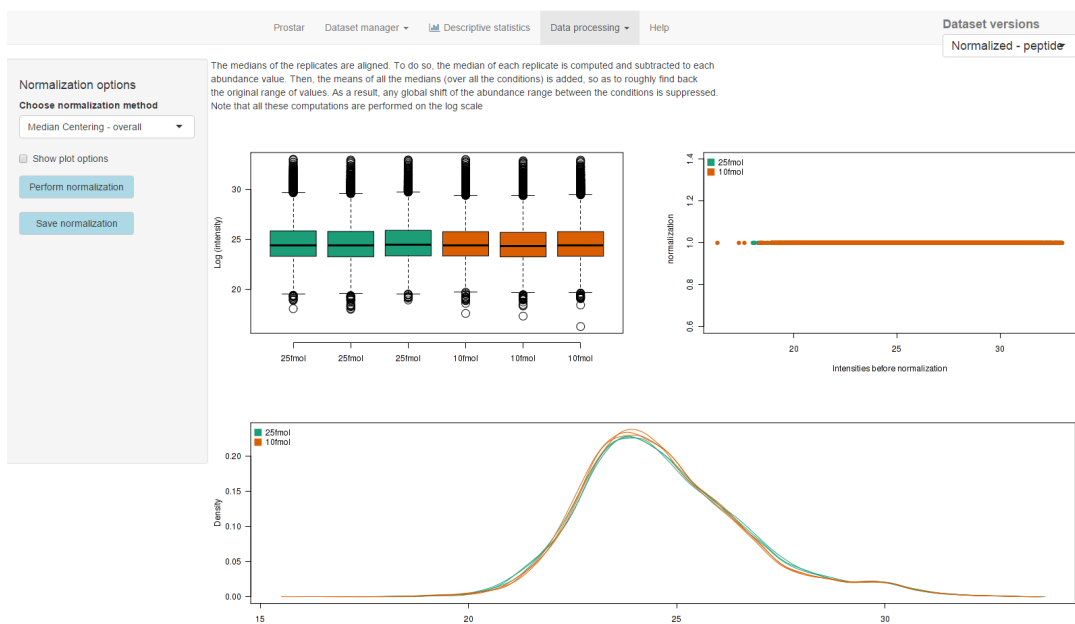 Prostar Dataset manager Descriptive statistics Data processing Help
Dataset versions
Normalized - peptide
Normalization options
Choose normalization method
Median Centering - overall
Show plot options
Perform normalization
Save normalization
The medians of the replicates are aligned. To do so, the median of each replicate is computed and subtracted to each
abundance value. Then, the means of all the medians (over all the conditions) is added, so as to roughly find back
the original range of values. As a result, any global shift of the abundance range between the conditions is suppressed.
Note that all these computations are performed on the log scale
Log (intensity)
30
25
20
25fmol 25fmol 25fmol 10fmol 10fmol 10fmol
25fmol
10fmol
normalization
1.4
1.2
1.0
0.8
0.6
20 25 30
Intensities before normalization
25fmol
10fmol
Density
0.20
0.15
0.10
0.05
0.00
15 20 25 30